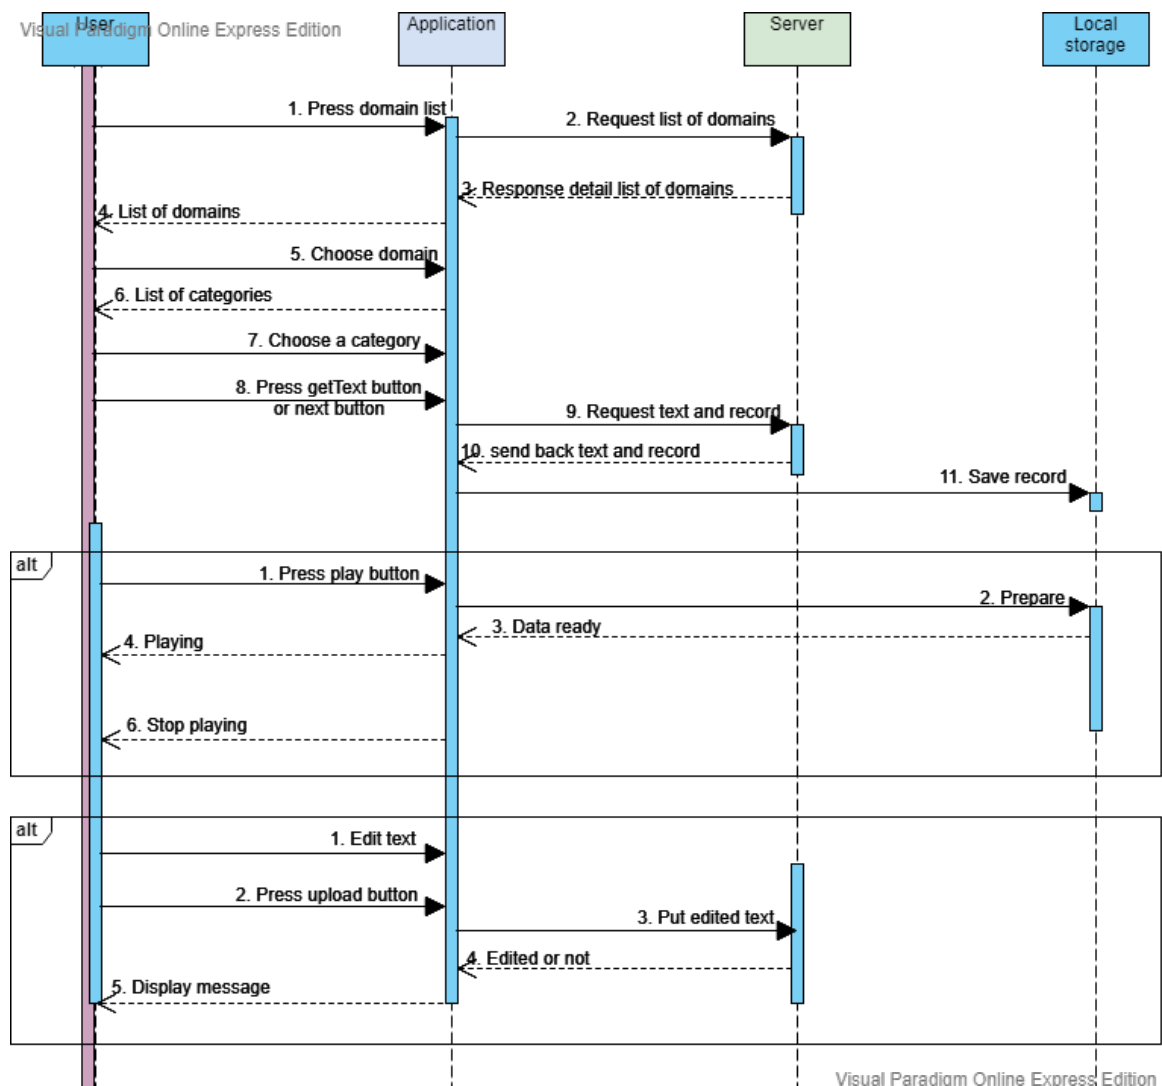 Visual Paradigm Online Express Edition
User
Application
Server
Local
storage
1. Press domain list
2. Request list of domains
3. Response detail list of domains
4. List of domains
5. Choose domain
6. List of categories
7. Choose a category
8. Press getText button
or next button
9. Request text and record
10. send back text and record
11. Save record
alt
1. Press play button
2. Prepare
3. Data ready
4. Playing
6. Stop playing
alt
1. Edit text
2. Press upload button
3. Put edited text
4. Edited or not
5. Display message
Visual Paradigm Online Express Edition